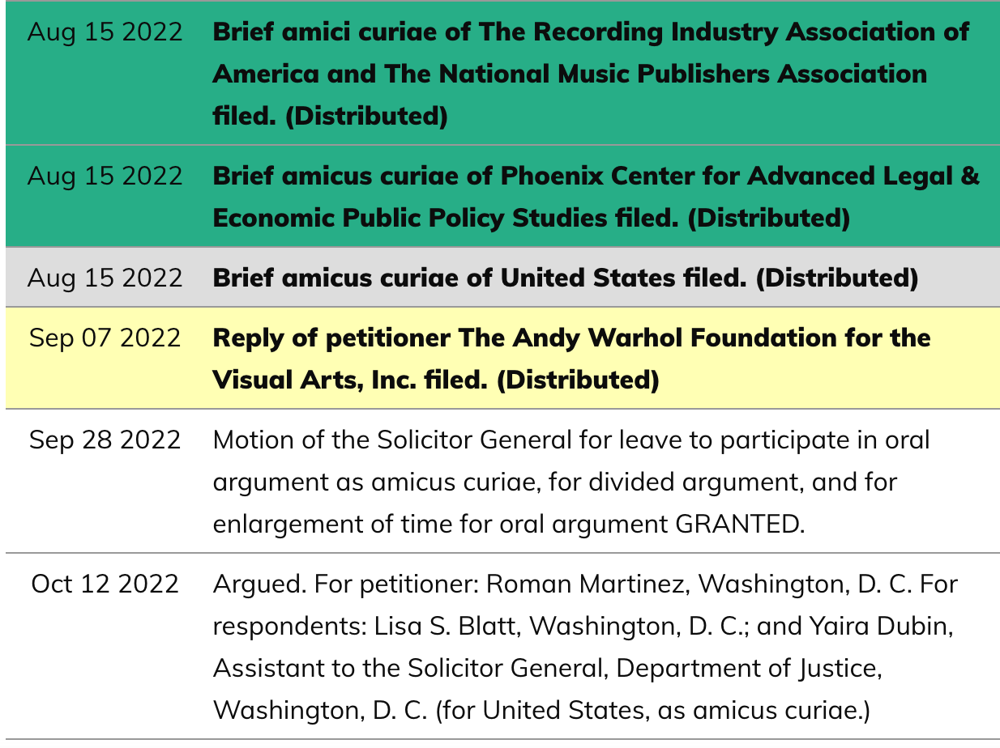 Aug 15 2022 Brief amici curiae of The Recording Industry Association of
America and The National Music Publishers Association
filed. (Distributed)
Aug 15 2022 Brief amicus curiae of Phoenix Center for Advanced Legal &
Economic Public Policy Studies filed. (Distributed)
Aug 15 2022 Brief amicus curiae of United States filed. (Distributed)
Sep 07 2022 Reply of petitioner The Andy Warhol Foundation for the
Visual Arts, Inc. filed. (Distributed)
Sep 28 2022 Motion of the Solicitor General for leave to participate in oral
argument as amicus curiae, for divided argument, and for
enlargement of time for oral argument GRANTED.
Oct 12 2022 Argued. For petitioner: Roman Martinez, Washington, D. C. For
respondents: Lisa S. Blatt, Washington, D. C.; and Yaira Dubin,
Assistant to the Solicitor General, Department of Justice,
Washington, D. C. (for United States, as amicus curiae.)